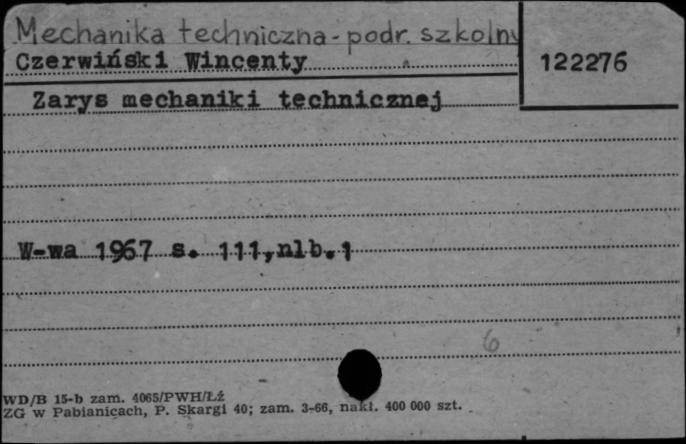 Mechanika techniczna - podr. szkolny
Czerwiński Wincenty
122276
Zarys mechaniki technicznej
W-wa 1967 s. 111,nlb.1
6
WD/B 15-b zam. 4065/PWH/Łź
ZG w Pabianicach, P. Skargi 40; zam. 3-66, nakł. 400 000 szt.